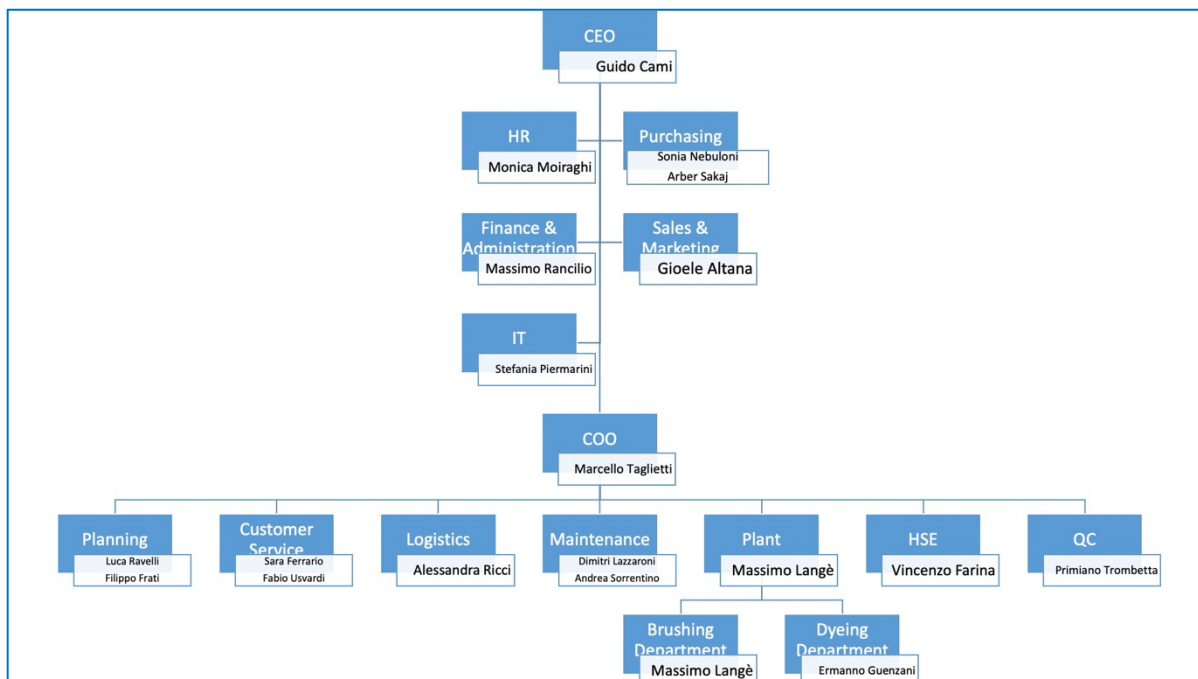 CEO
Guido Cami
HR
Monica Moiraghi
Purchasing
Sonia Nebuloni
Arber Sakaj
Finance &
Administration
Massimo Rancilio
Sales &
Marketing
Gioele Altana
IT
Stefania Piermarini
COO
Marcello Taglietti
Planning
Luca Ravelli
Filippo Frati
Customer
Service
Sara Ferrario
Fabio Usvardi
Logistics
Alessandra Ricci
Maintenance
Dimitri Lazzaroni
Andrea Sorrentino
Plant
Massimo Langè
HSE
Vincenzo Farina
QC
Primiano Trombetta
Brushing
Department
Massimo Langè
Dyeing
Department
Ermanno Guenzani